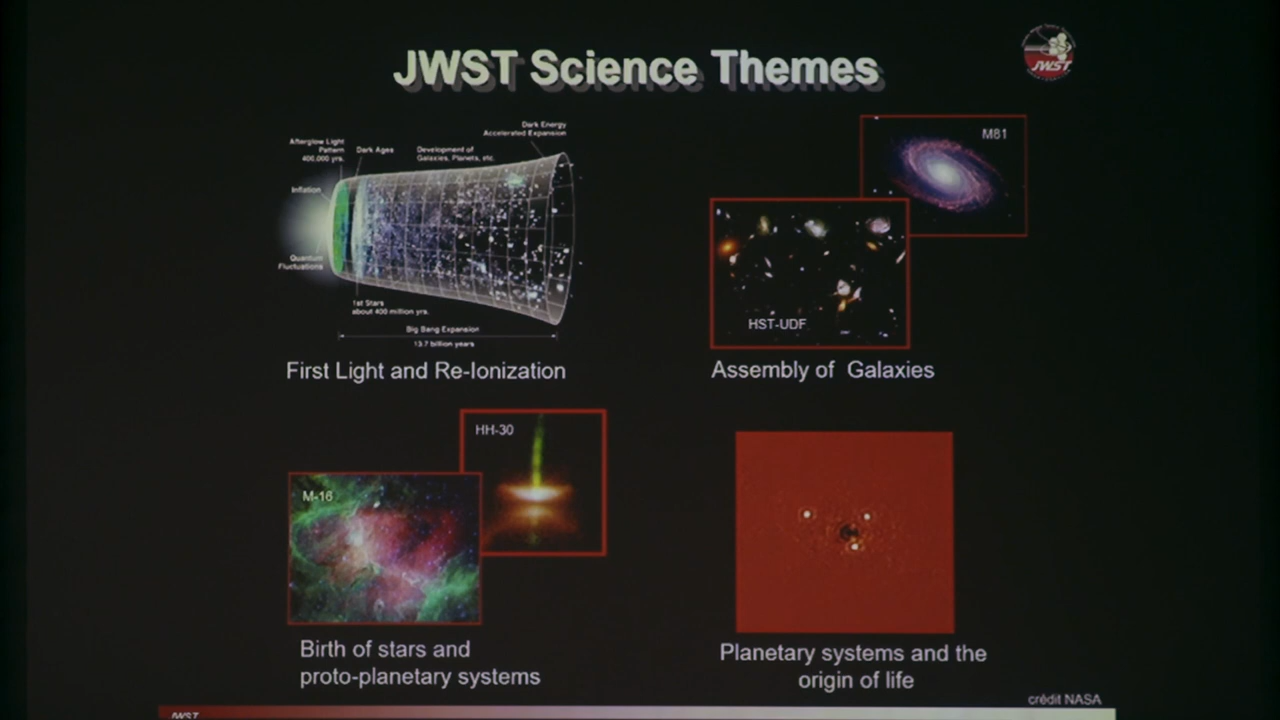 JWST Science Themes
JWST
Dark Energy
Accelerated Expansion
Afterglow Light
Pattern
400,000 yrs.
Dark Ages
Development of
Galaxies, Planets, etc.
Inflation
Quantum
Fluctuations
1st Stars
about 400 million yrs.
Big Bang Expansion
13.7 billion years
First Light and Re-Ionization
M81
HST-UDF
Assembly of Galaxies
HH-30
M-16
Birth of stars and
proto-planetary systems
Planetary systems and the
origin of life
crédit NASA
JWST